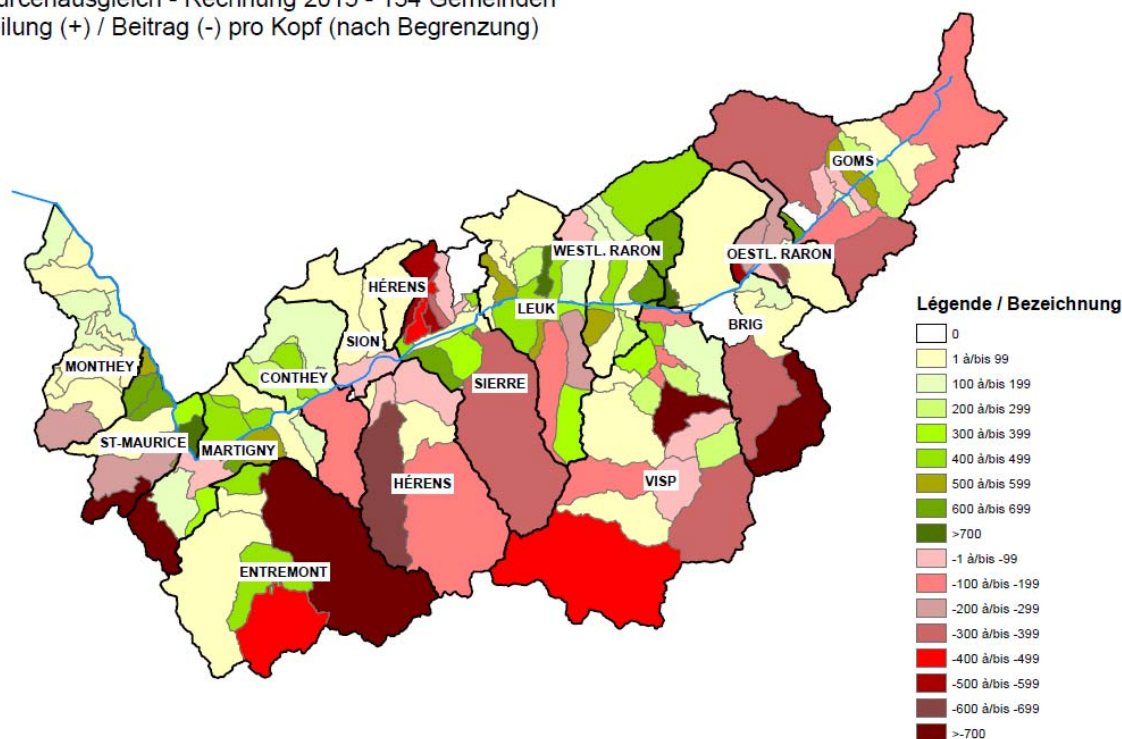 urcenausgleich - Rechnung 2015 - 134 Gemeinden
ilung (+) / Beitrag (-) pro Kopf (nach Begrenzung)
GOMS
WESTL. RARON
OESTL. RARON
HÉRENS
LEUK
BRIG
SION
MONTHEY
CONTHEY
SIERRE
ST-MAURICE
MARTIGNY
HÉRENS
VISP
ENTREMONT
Légende / Bezeichnung
0
1 à/bis 99
100 à/bis 199
200 à/bis 299
300 à/bis 399
400 à/bis 499
500 à/bis 599
600 à/bis 699
>700
-1 à/bis -99
-100 à/bis -199
-200 à/bis -299
-300 à/bis -399
-400 à/bis -499
-500 à/bis -599
-600 à/bis -699
>-700